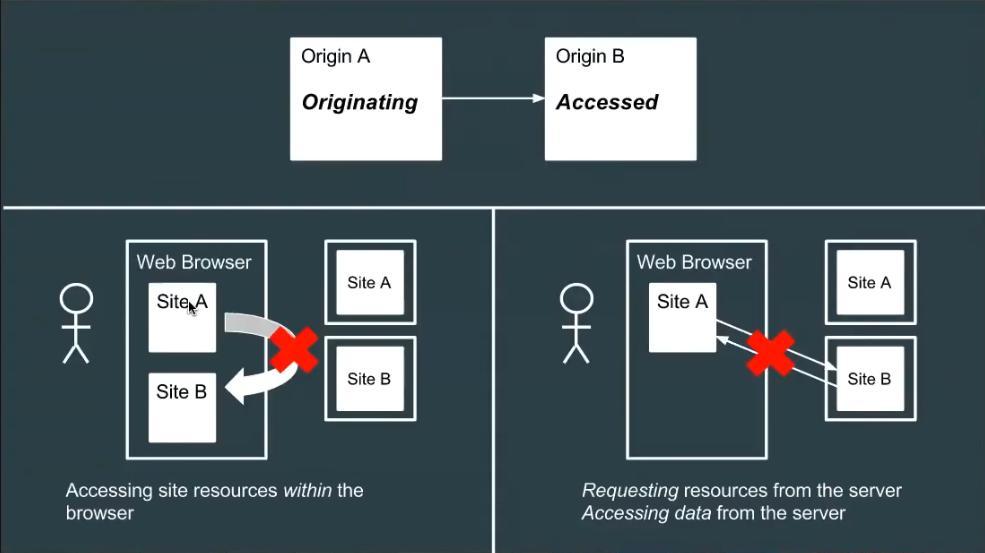 Origin A
Originating
Origin B
Accessed
Web Browser
Site A
Site B
Site A
Site B
Accessing site resources within the
browser
Web Browser
Site A
Site A
Site B
Requesting resources from the server
Accessing data from the server